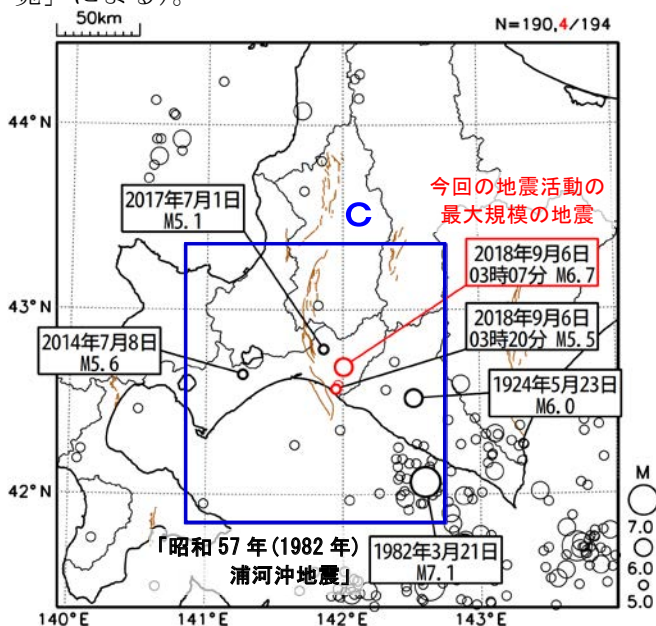 覧」による)。
50km
N=190,4/194
44°N
今回の地震活動の
最大規模の地震
2017年7月1日
M5.1
C
2018年9月6日
03時07分 M6.7
43°N
2018年9月6日
03時20分 M5.5
2014年7月8日
M5.6
1924年5月23日
M6.0
42°N
M
7.0
6.0
5.0
「昭和 57 年(1982 年)
浦河沖地震」
1982年3月21日
M7.1
140°E
141°E
142°E
143°E